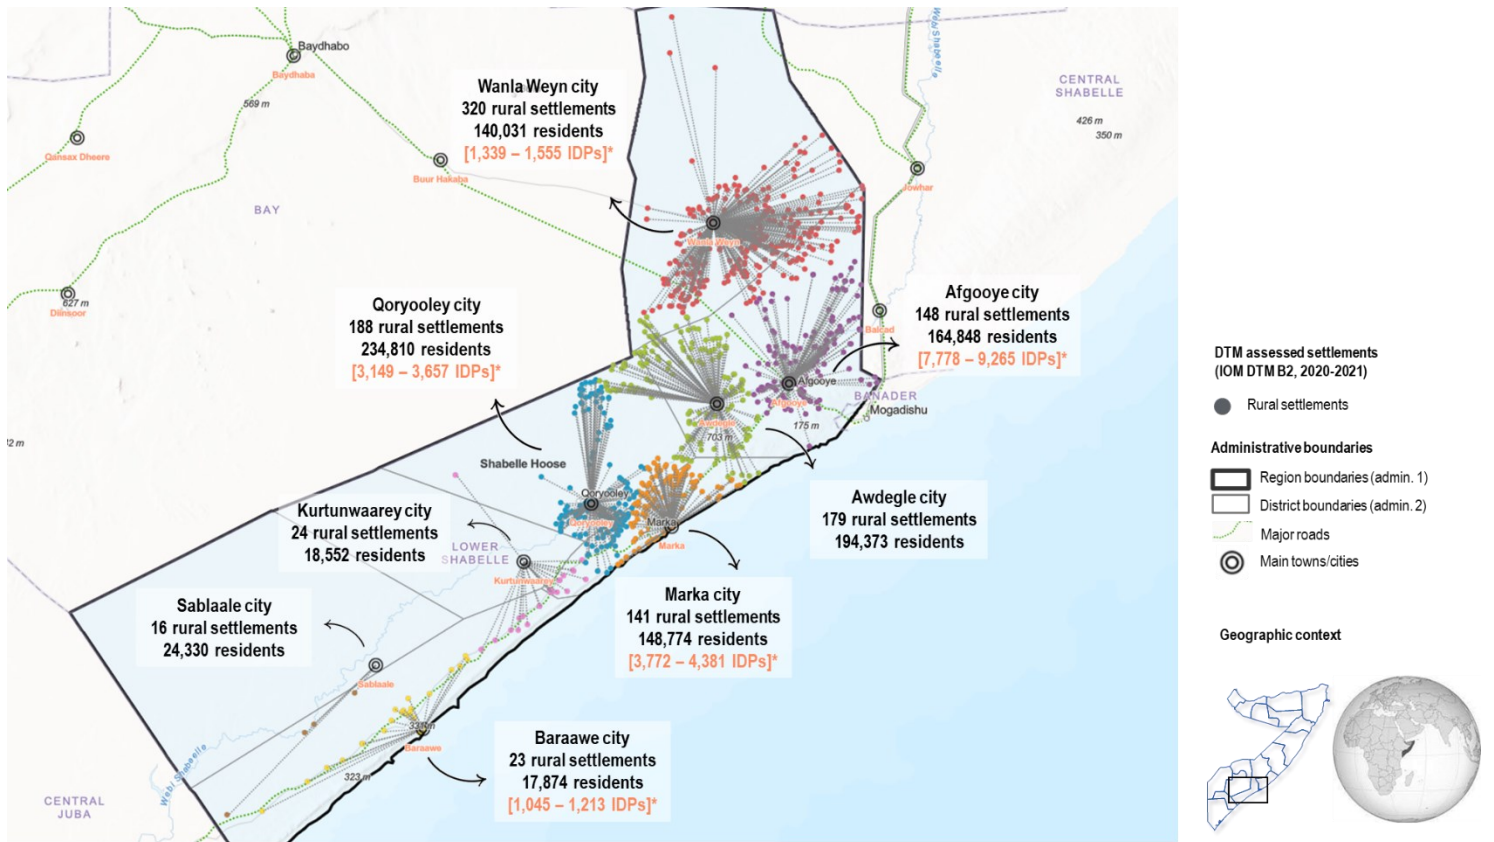 Baydhabo
Baydhaba
569 m
Qansax Dheere
Buur Hakaba
BAY
627 m
Diinsoor
Wanla Weyn city
320 rural settlements
140,031 residents
[1,339 – 1,555 IDPs]*
Webi Shabeelle
CENTRAL
SHABELLE
426 m
350 m
Jowhar
Wanla Weyn
Qoryooley city
188 rural settlements
234,810 residents
[3,149 – 3,657 IDPs]*
Afgooye city
148 rural settlements
164,848 residents
[7,778 – 9,265 IDPs]*
Balcad
Afgooye
Afgooye
BANADER
Mogadishu
Awdegle
703 m
175 m
Shabelle Hoose
Qoryooley
Qoryooley
Marka
Marka
Awdegle city
179 rural settlements
194,373 residents
Kurtunwaarey city
24 rural settlements
18,552 residents
LOWER
SHABELLE
Kurtunwaarey
Marka city
141 rural settlements
148,774 residents
[3,772 – 4,381 IDPs]*
Sablaale city
16 rural settlements
24,330 residents
Sablaale
Baraawe
323 m
Baraawe city
23 rural settlements
17,874 residents
[1,045 – 1,213 IDPs]*
Webi Shabeelle
CENTRAL
JUBA
DTM assessed settlements
(IOM DTM B2, 2020-2021)
Rural settlements
Administrative boundaries
Region boundaries (admin. 1)
District boundaries (admin. 2)
Major roads
Main towns/cities
Geographic context